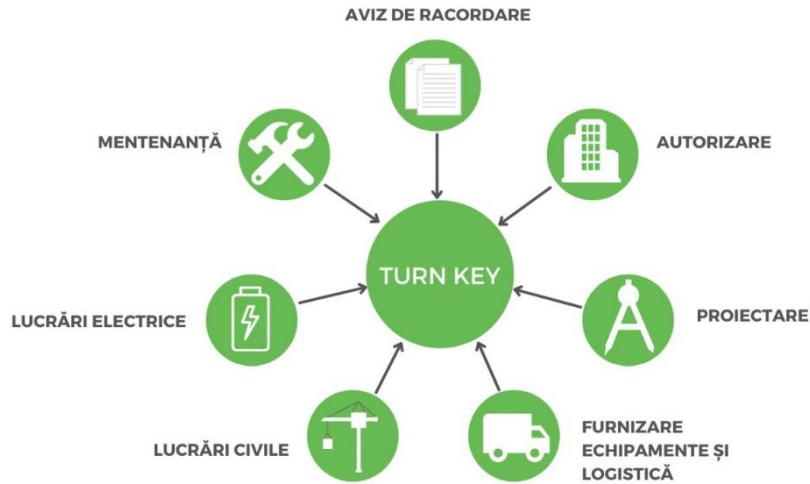 AVIZ DE RACORDARE
MENTENANȚĂ
AUTORIZARE
TURN KEY
LUCRĂRI ELECTRICE
PROIECTARE
LUCRĂRI CIVILE
FURNIZARE
ECHIPAMENTE ȘI
LOGISTICĂ